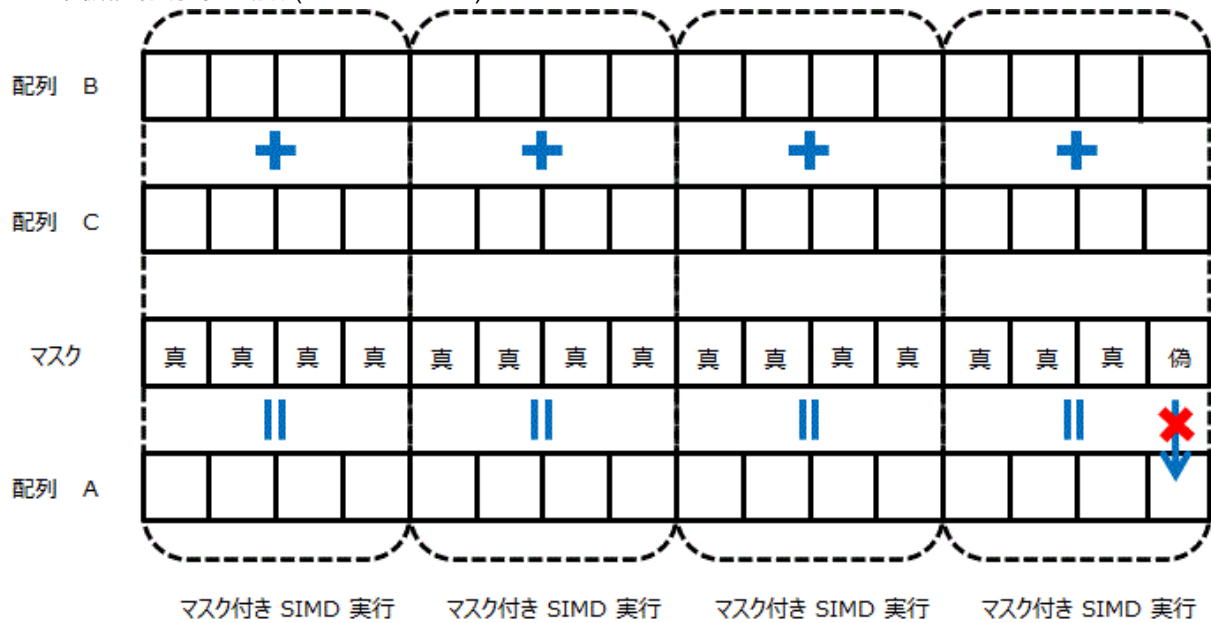 配列 B
配列 C
マスク 真 真 真 真 真 真 真 真 真 真 真 真 真 真 真 偽
配列 A
マスク付き SIMD 実行 マスク付き SIMD 実行 マスク付き SIMD 実行 マスク付き SIMD 実行